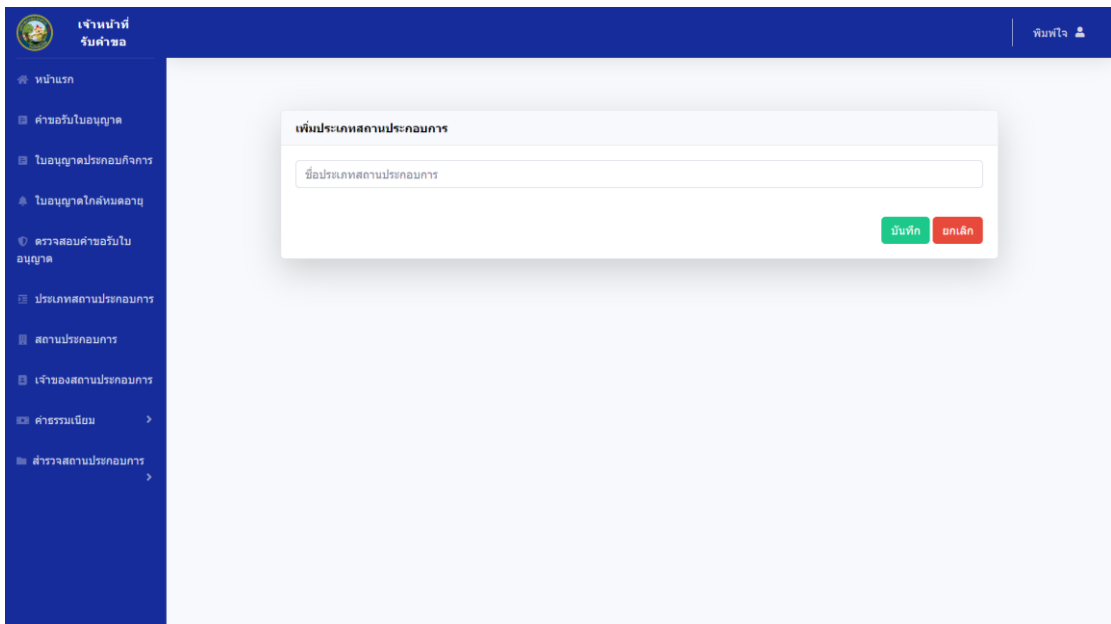 เจ้าหน้าที่
รับคำขอ
พิมพ์ใจ
หน้าแรก
คำขอรับใบอนุญาต
ใบอนุญาตประกอบกิจการ
ใบอนุญาตใกล้หมดอายุ
ตรวจสอบคำขอรับใบ
อนุญาต
ประเภทสถานประกอบการ
สถานประกอบการ
เจ้าของสถานประกอบการ
ค่าธรรมเนียม
สำรวจสถานประกอบการ
เพิ่มประเภทสถานประกอบการ
ชื่อประเภทสถานประกอบการ
บันทึก ยกเลิก